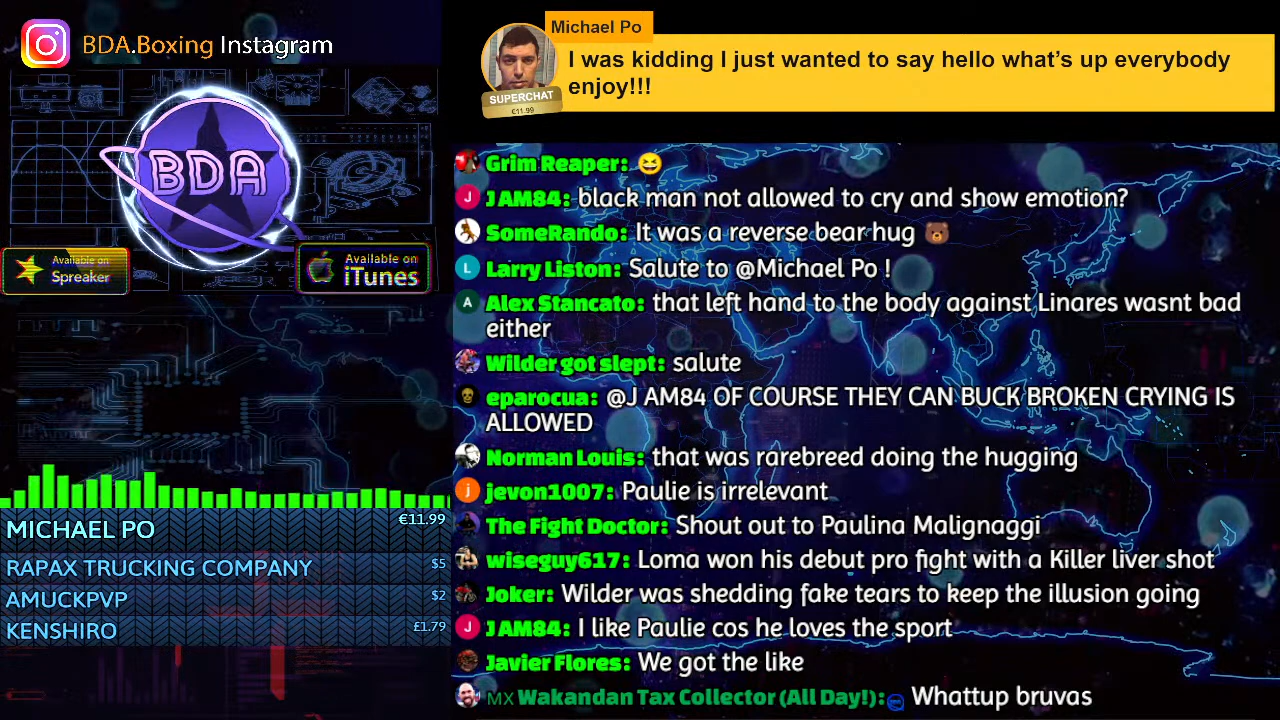 BDA.Boxing Instagram
BDA
Available on
Spreaker
Available on
iTunes
MICHAEL PO €11.99
RAPAX TRUCKING COMPANY $5
AMUCKPVP $2
KENSHIRO £1.79
Michael Po
I was kidding I just wanted to say hello what's up everybody
enjoy!!!
SUPERCHAT
€11.99
Grim Reaper: 😆
J AM84: black man not allowed to cry and show emotion?
SomeRando: It was a reverse bear hug 🐻
Larry Liston: Salute to @Michael Po !
Alex Stancato: that left hand to the body against Linares wasnt bad
either
Wilder got slept: salute
eparocua: @J AM84 OF COURSE THEY CAN BUCK BROKEN CRYING IS
ALLOWED
Norman Louis: that was rarebreed doing the hugging
jevon1007: Paulie is irrelevant
The Fight Doctor: Shout out to Paulina Malignaggi
wiseguy617: Loma won his debut pro fight with a Killer liver shot
Joker: Wilder was shedding fake tears to keep the illusion going
J AM84: I like Paulie cos he loves the sport
Javier Flores: We got the like
MX Wakandan Tax Collector (All Day!): Whattup bruvas